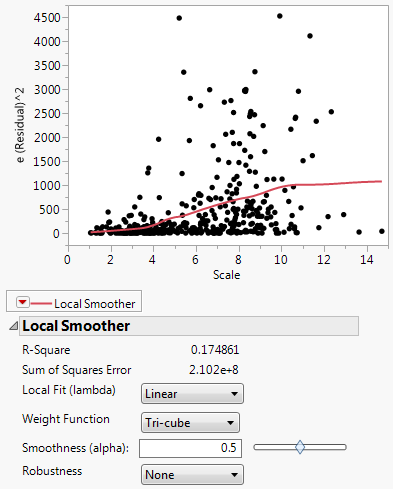 4500
4000
3500
3000
2500
2000
1500
1000
500
0
e (Residual)^2
0 2 4 6 8 10 12 14
Scale
Local Smoother
Local Smoother
R-Square 0.174861
Sum of Squares Error 2.102e+8
Local Fit (lambda) Linear
Weight Function Tri-cube
Smoothness (alpha): 0.5
Robustness None